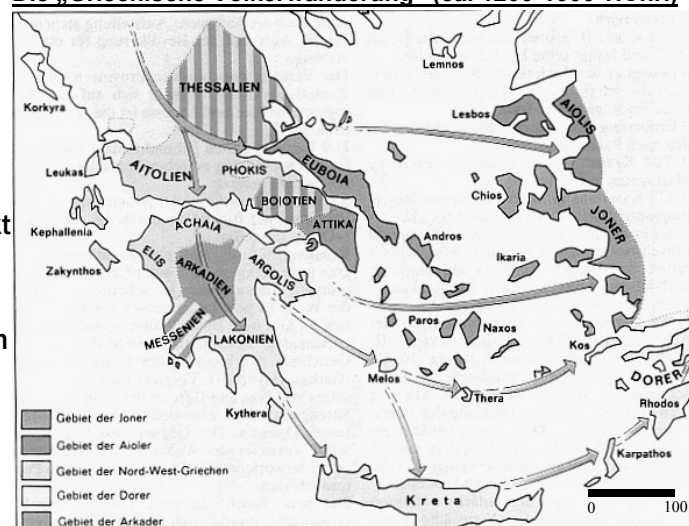 Die „Griechische Völkerwanderung“ (ca. 1200-1000 v.Chr.)
Lemnos
THESSALIEN
Korkyra
AIOLIS
Lesbos
Leukas
AITOLIEN
PHOKIS
EUBOIA
BOIOTIEN
Chios
JONER
kt
ACHAIA
ATTIKA
Kephallenia
Andros
ELIS
ARKADIEN
ARGOLIS
Ikaria
Zakynthos
MESSENIEN
Paros
Naxos
LAKONIEN
Kos
Melos
DORER
Thera
Rhodos
Kythera
Karpathos
Kreta
Gebiet der Joner
Gebiet der Aioler
Gebiet der Nord-West-Griechen
Gebiet der Dorer
Gebiet der Arkader
0 100